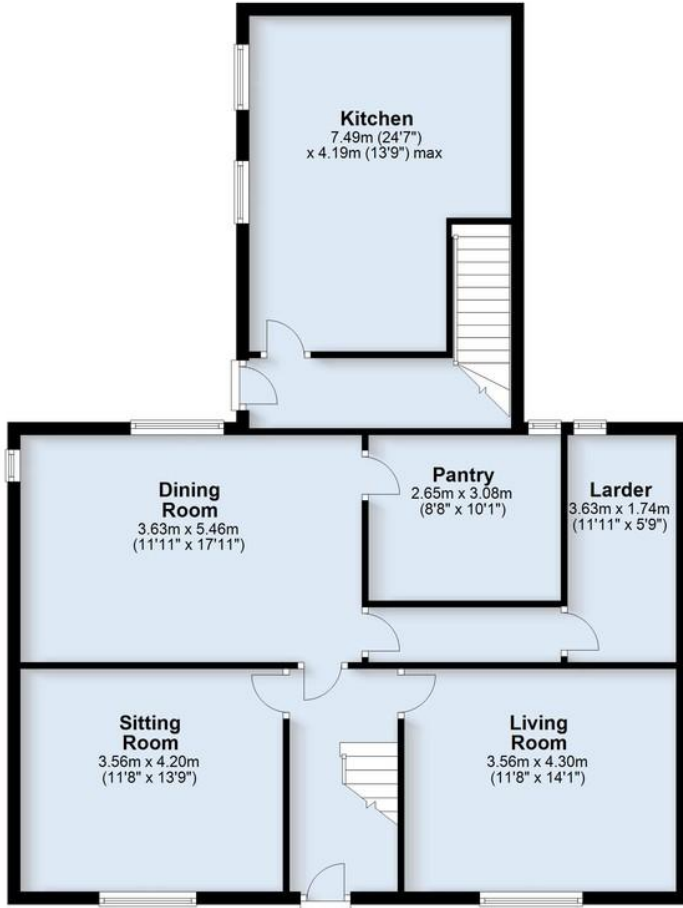 Kitchen
7.49m (24'7")
x 4.19m (13'9") max
Dining
Room
3.63m x 5.46m
(11'11" x 17'11")
Pantry
2.65m x 3.08m
(8'8" x 10'1")
Larder
3.63m x 1.74m
(11'11" x 5'9")
Sitting
Room
3.56m x 4.20m
(11'8" x 13'9")
Living
Room
3.56m x 4.30m
(11'8" x 14'1")